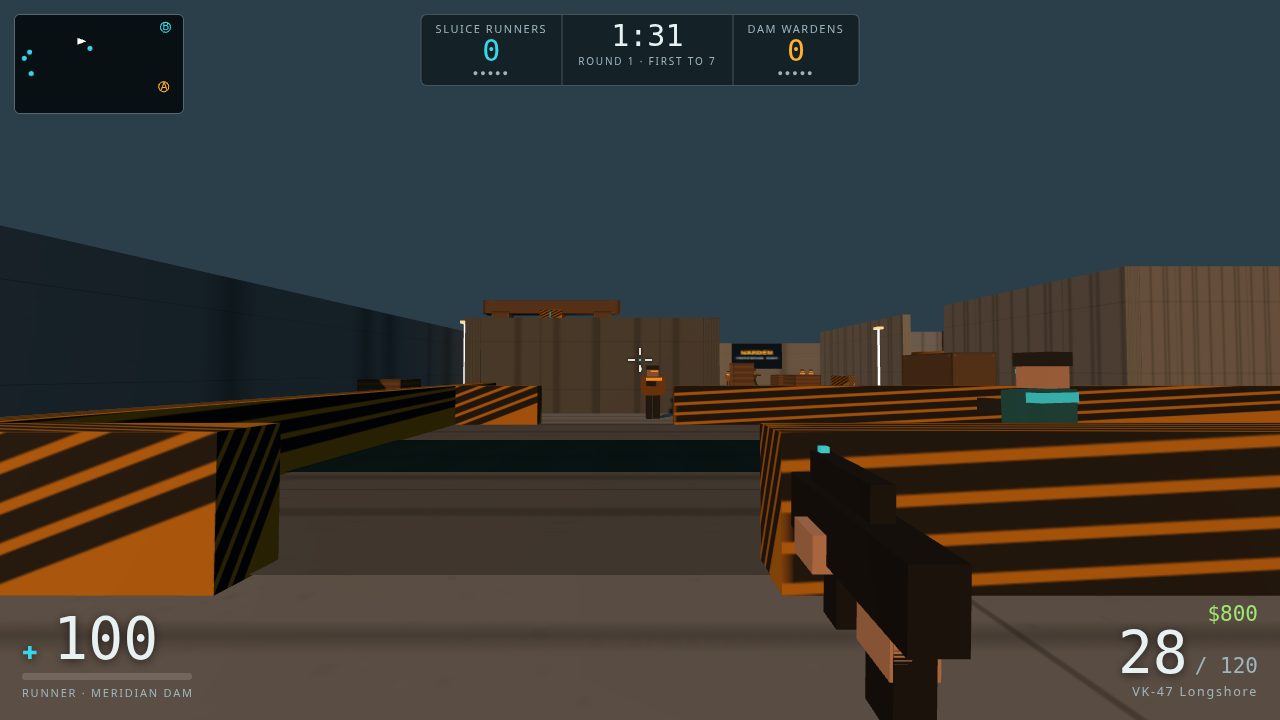 SLUICE RUNNERS
0
1:31
ROUND 1 · FIRST TO 7
DAM WARDENS
0
B
A
WARDEN
+ 100
RUNNER · MERIDIAN DAM
$800
28 / 120
VK-47 Longshore